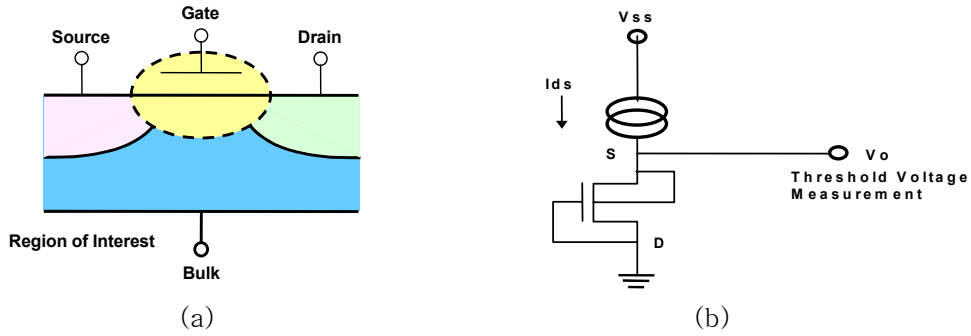 Gate
Source
Drain
Region of Interest
Bulk
(a)
Vss
Ids
S
Vo
Threshold Voltage
Measurement
D
(b)